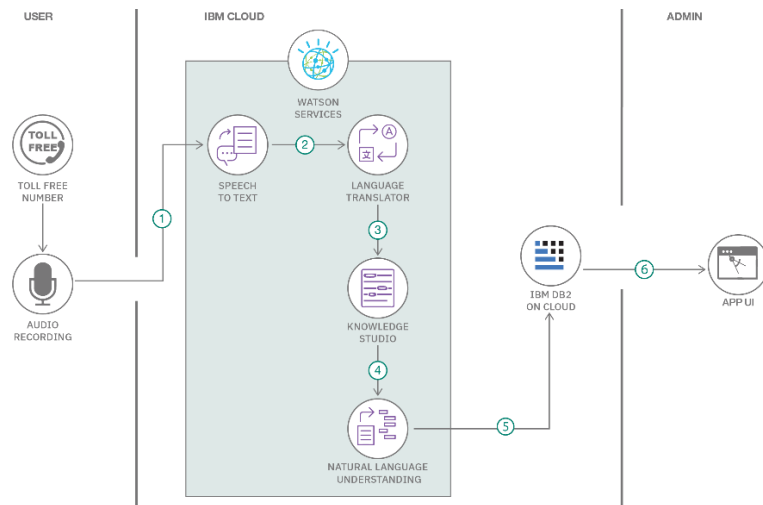 USER
IBM CLOUD
ADMIN
WATSON
SERVICES
TOLL
FREE
TOLL FREE
NUMBER
AUDIO
RECORDING
1
SPEECH
TO TEXT
2
A
文
LANGUAGE
TRANSLATOR
3
KNOWLEDGE
STUDIO
4
NATURAL LANGUAGE
UNDERSTANDING
5
IBM DB2
ON CLOUD
6
APP UI